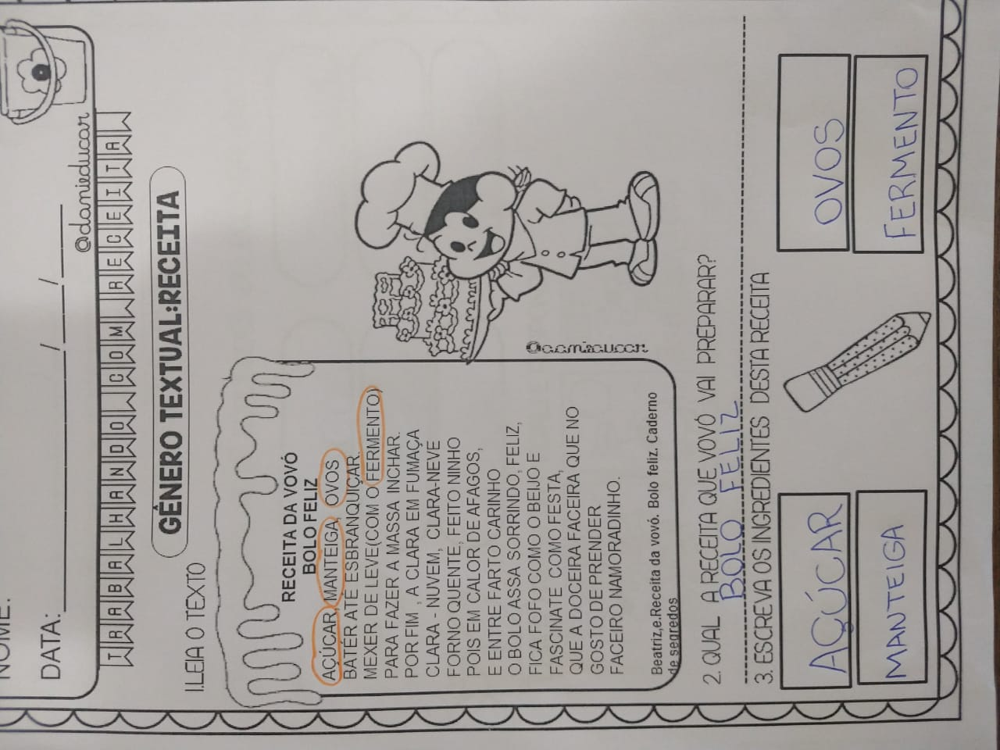 NOME:
DATA: ______ / ____ / ____
@danieducar
TRABALHANDO COM RECEITA
GÊNERO TEXTUAL:RECEITA
1.LEIA O TEXTO
RECEITA DA VOVÓ
BOLO FELIZ
AÇÚCAR, MANTEIGA, OVOS
BATER ATÉ ESBRANQUIÇAR.
MEXER DE LEVE(COM O FERMENTO)
PARA FAZER A MASSA INCHAR.
POR FIM , A CLARA EM FUMAÇA
CLARA - NUVEM, CLARA-NEVE
FORNO QUENTE, FEITO NINHO
POIS EM CALOR DE AFAGOS,
E ENTRE FARTO CARINHO
O BOLO ASSA SORRINDO, FELIZ,
FICA FOFO COMO O BEIJO E
FASCINATE COMO FESTA,
QUE A DOCEIRA FACEIRA QUE NO
GOSTO DE PRENDER
FACEIRO NAMORADINHO.
Beatriz,e.Receita da vovó. Bolo feliz. Caderno
de segredos
@danieducar
2. QUAL A RECEITA QUE VOVÓ VAI PREPARAR?
BOLO FELIZ
3. ESCREVA OS INGREDIENTES DESTA RECEITA
AÇÚCAR
OVOS
MANTEIGA
FERMENTO